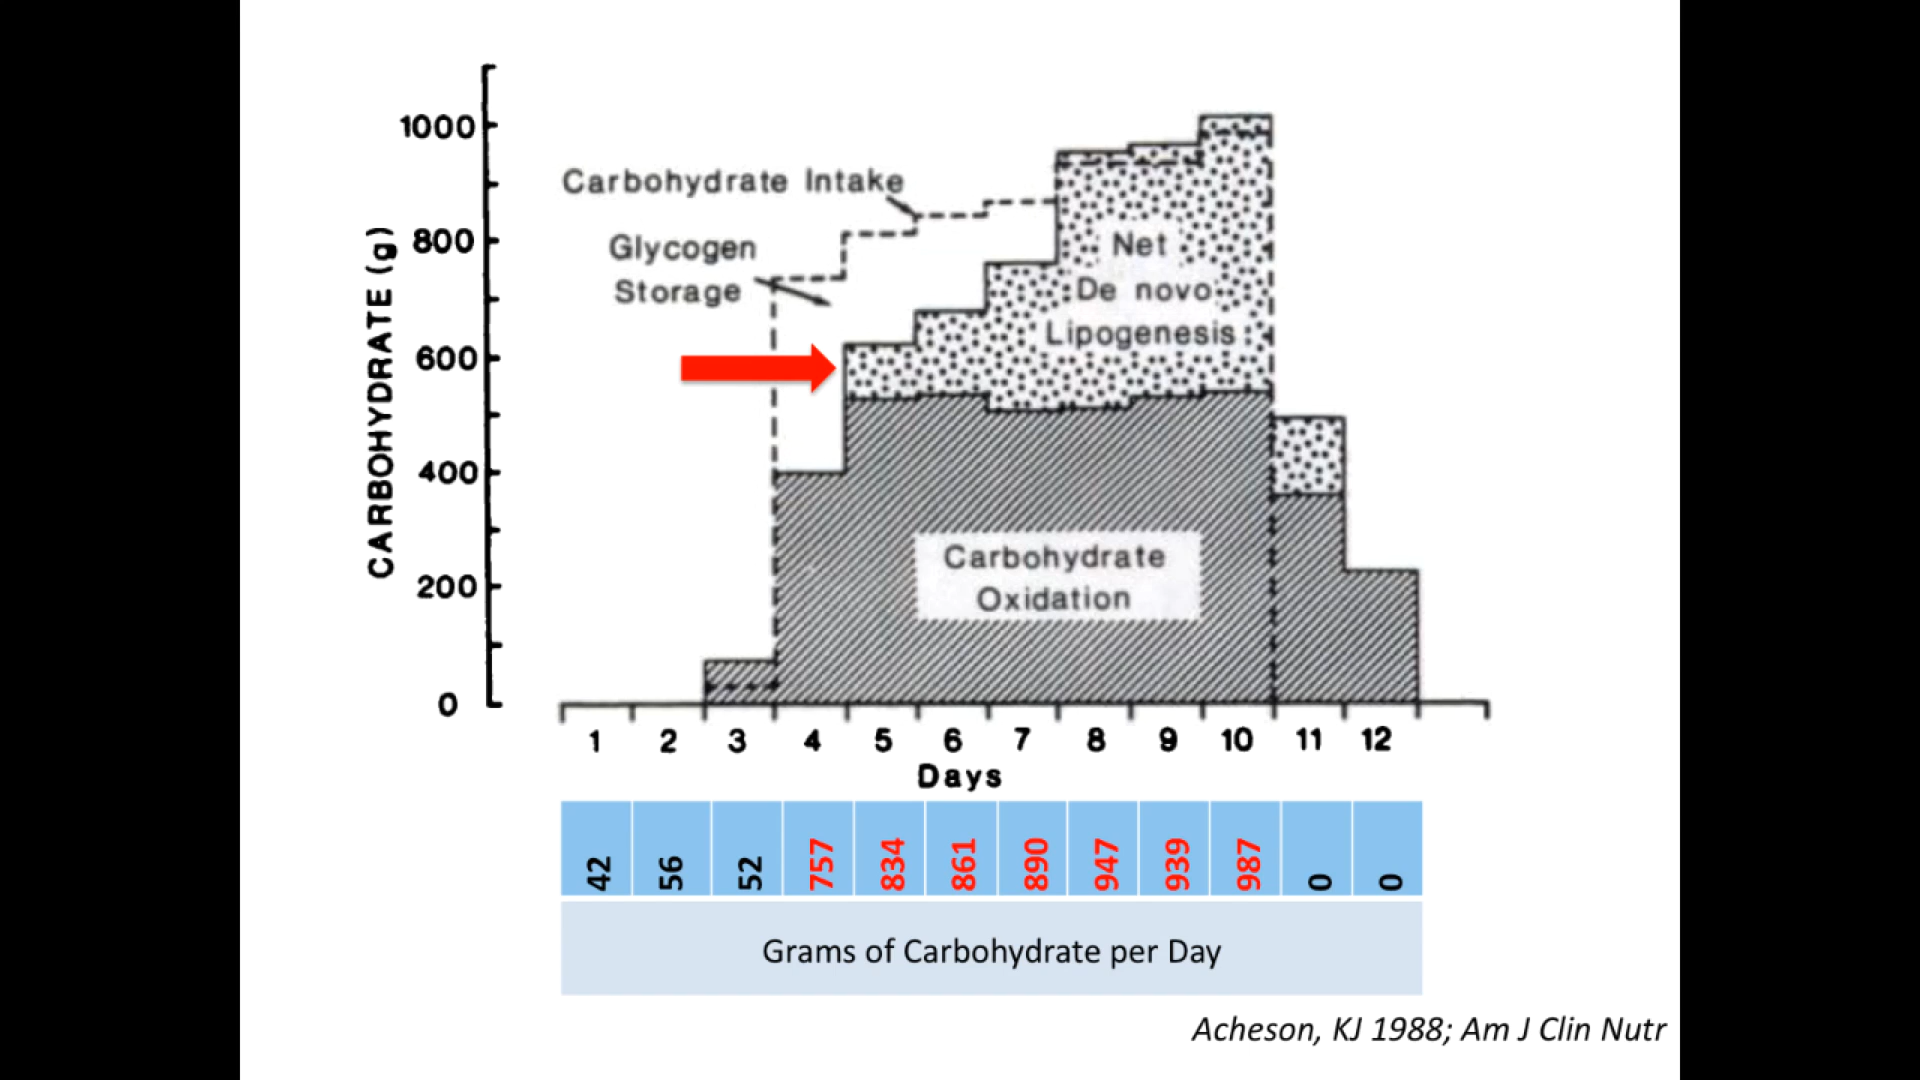 CARBOHYDRATE (g)
1000
800
600
400
200
0
Carbohydrate Intake
Glycogen
Storage
Net
De novo
Lipogenesis
Carbohydrate
Oxidation
1 2 3 4 5 6 7 8 9 10 11 12
Days
42 56 52 757 834 861 890 947 939 987 0 0
Grams of Carbohydrate per Day
Acheson, KJ 1988; Am J Clin Nutr